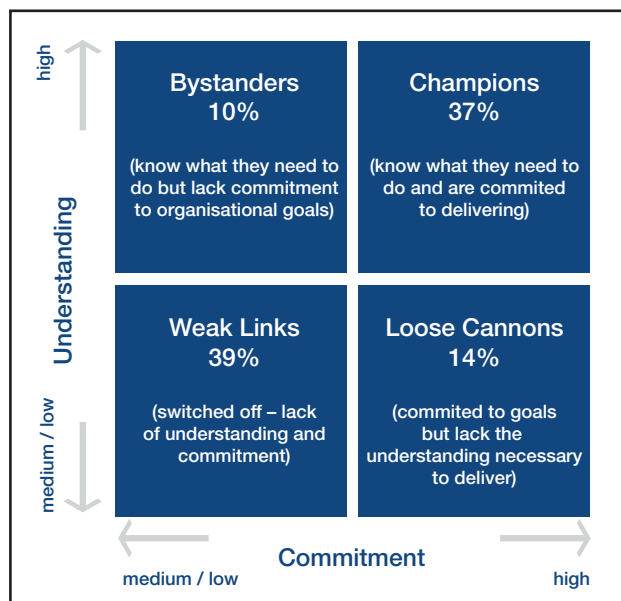 high
Understanding
medium / low
Bystanders
10%
(know what they need to
do but lack commitment
to organisational goals)
Champions
37%
(know what they need to
do and are commited
to delivering)
Weak Links
39%
(switched off – lack
of understanding and
commitment)
Loose Cannons
14%
(commited to goals
but lack the
understanding necessary
to deliver)
Commitment
medium / low
high